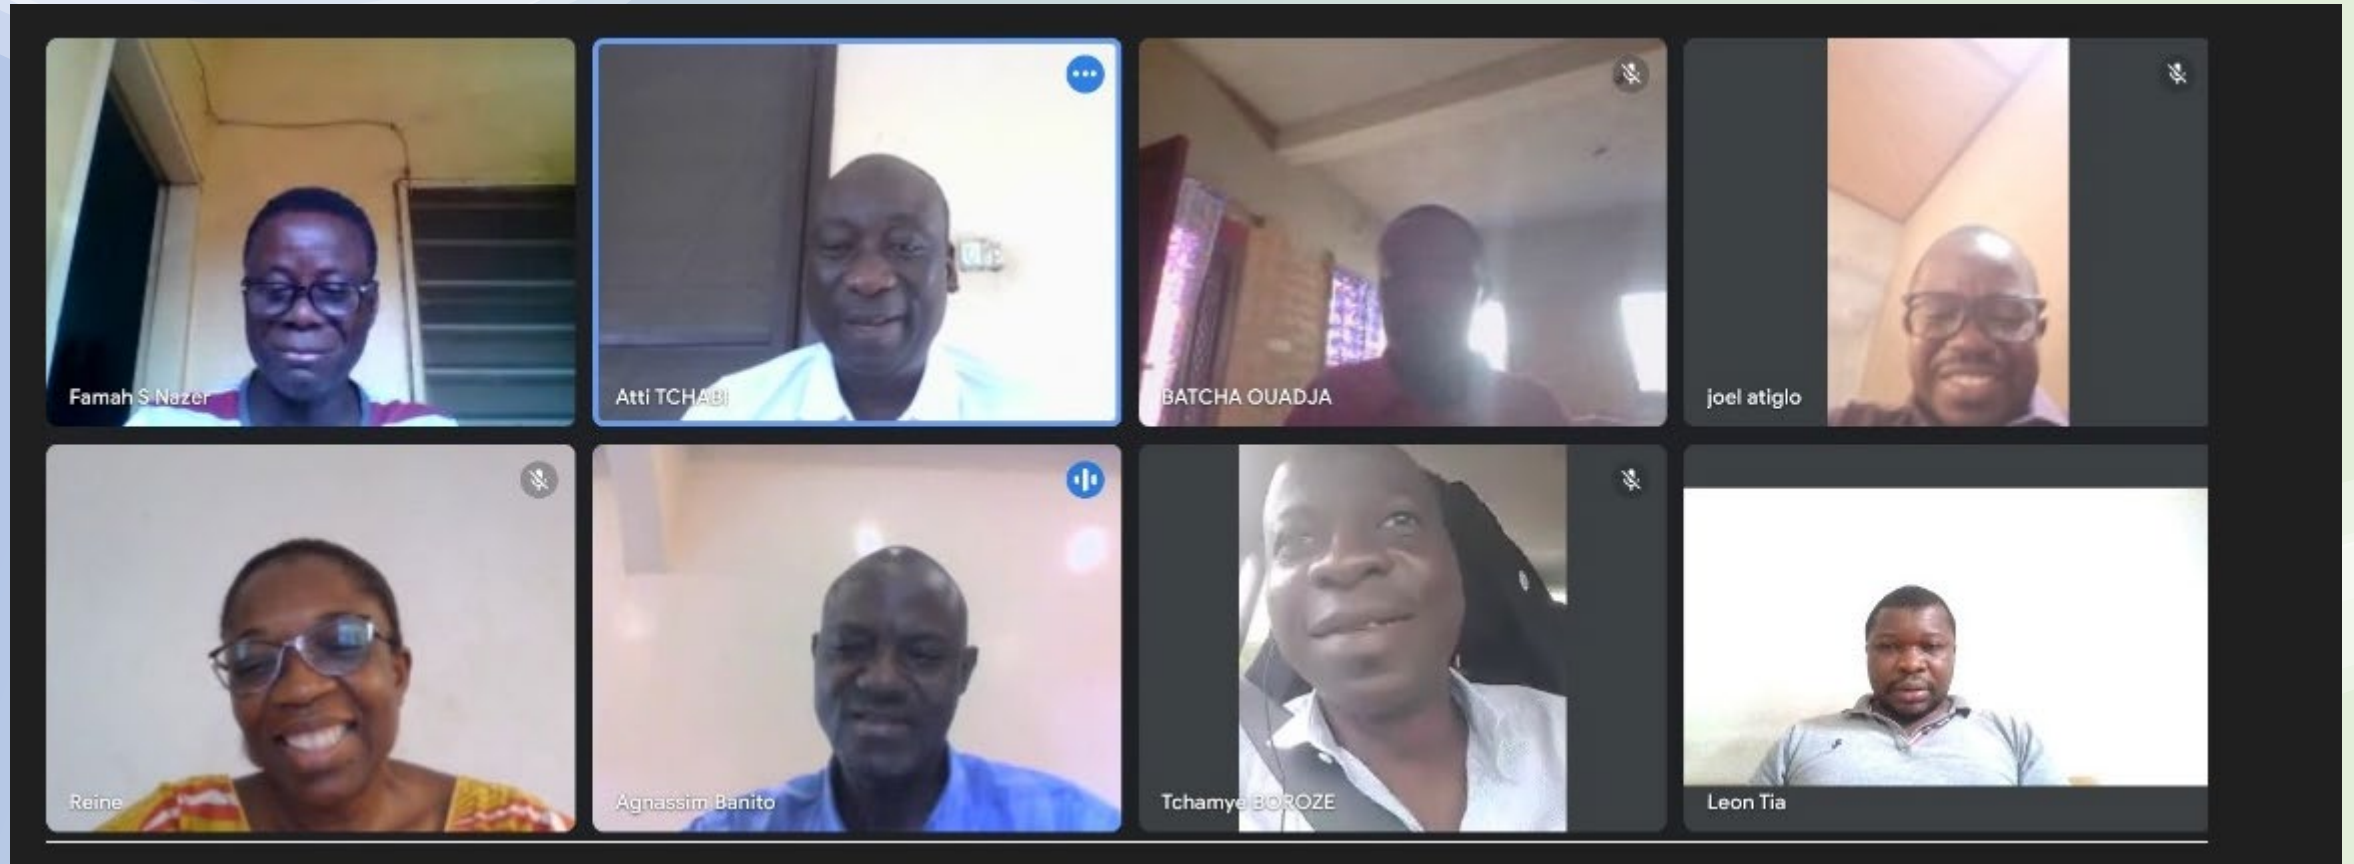 Famah S Nazer
Atti TCHABI
BATCHA OUADJA
joel atiglo
Reine
Agnassim Banito
Tchamye BOROZE
Leon Tia